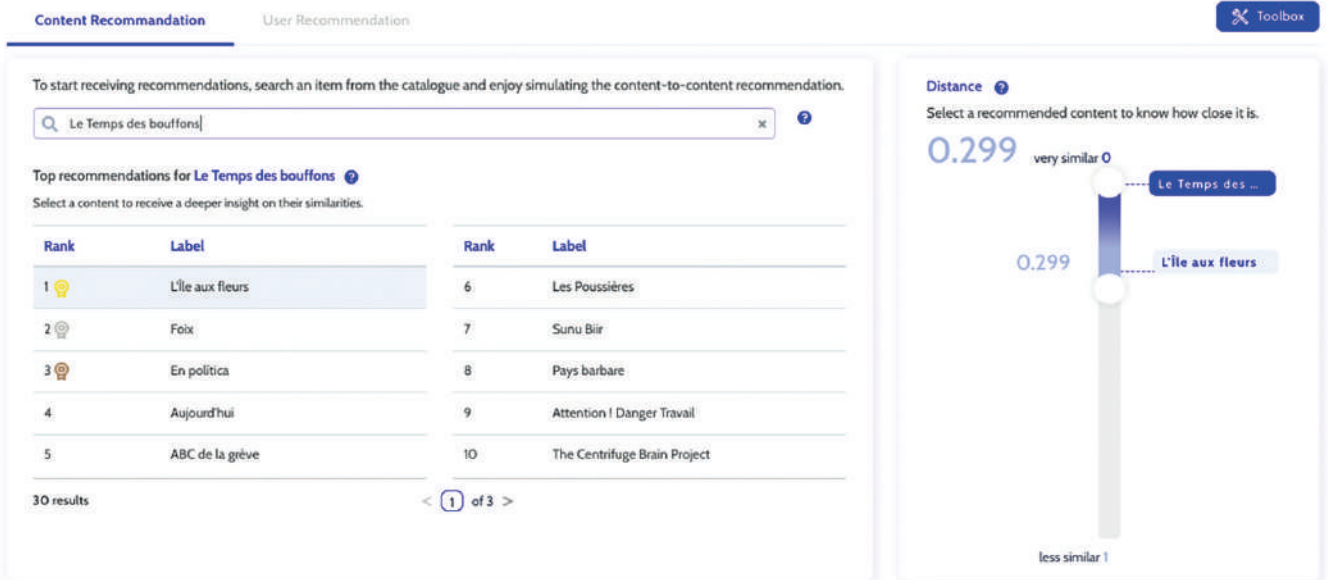 Content Recommandation
User Recommendation
Toolbox
To start receiving recommendations, search an item from the catalogue and enjoy simulating the content-to-content recommendation.
Le Temps des bouffons
×
?
Top recommendations for Le Temps des bouffons ?
Select a content to receive a deeper insight on their similarities.
Rank Label
1 L'Île aux fleurs
2 Foix
3 En política
4 Aujourd'hui
5 ABC de la grève
Rank Label
6 Les Poussières
7 Sunu Biir
8 Pays barbare
9 Attention ! Danger Travail
10 The Centrifuge Brain Project
30 results
< 1 of 3 >
Distance ?
Select a recommended content to know how close it is.
0.299
very similar 0
Le Temps des ...
0.299
L'Île aux fleurs
less similar 1